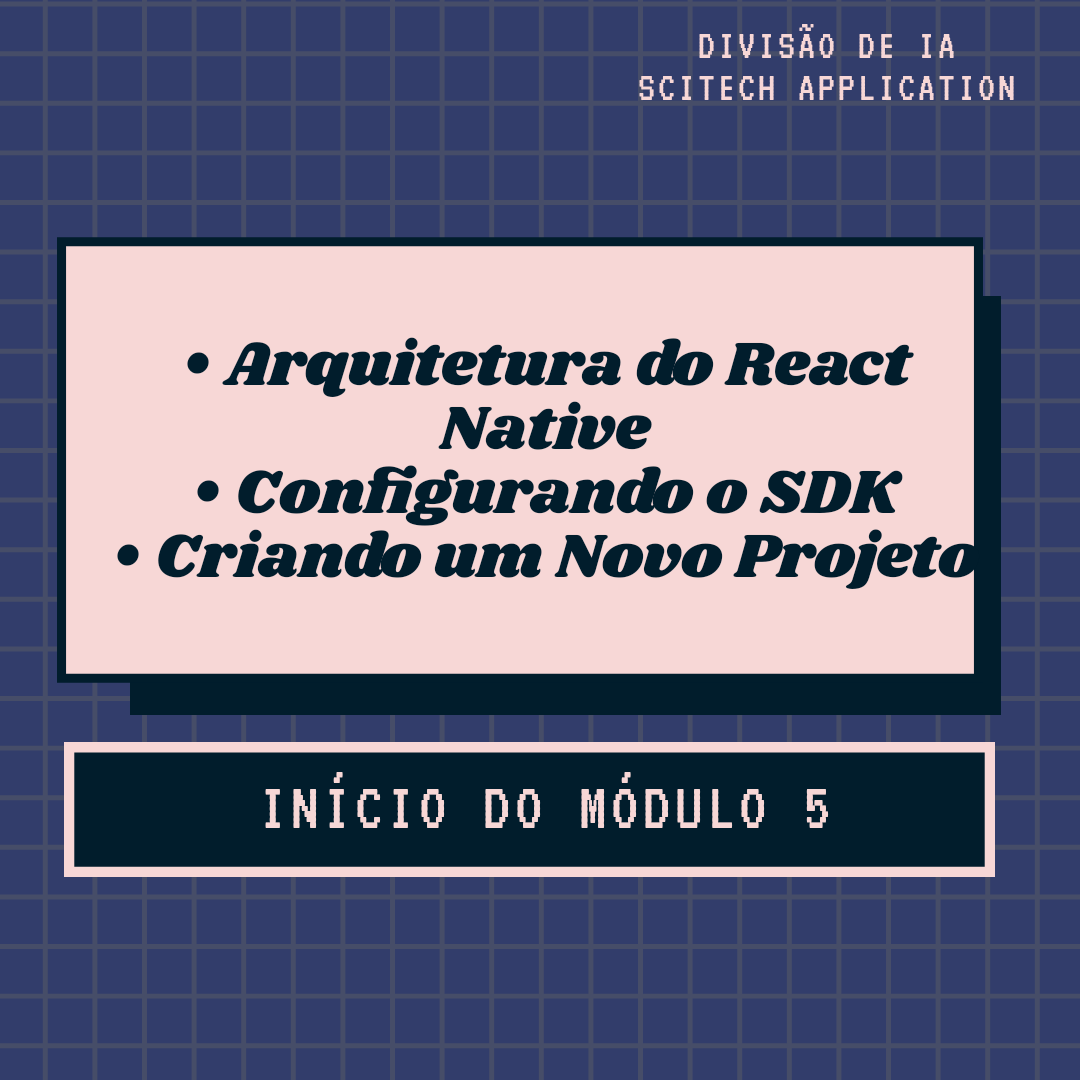 DIVISÃO DE IA
SCITECH APPLICATION
• Arquitetura do React
Native
• Configurando o SDK
• Criando um Novo Projeto
INÍCIO DO MÓDULO 5